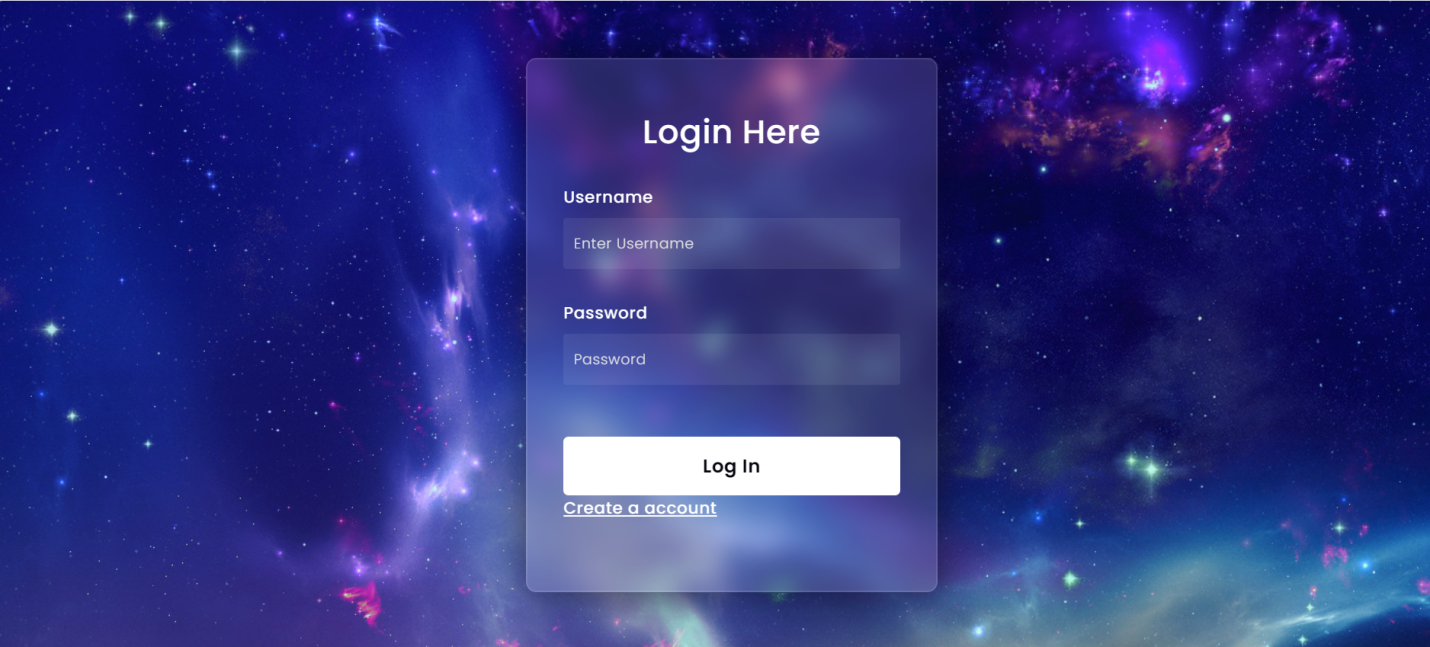 Login Here
Username
Enter Username
Password
Password
Log In
Create a account